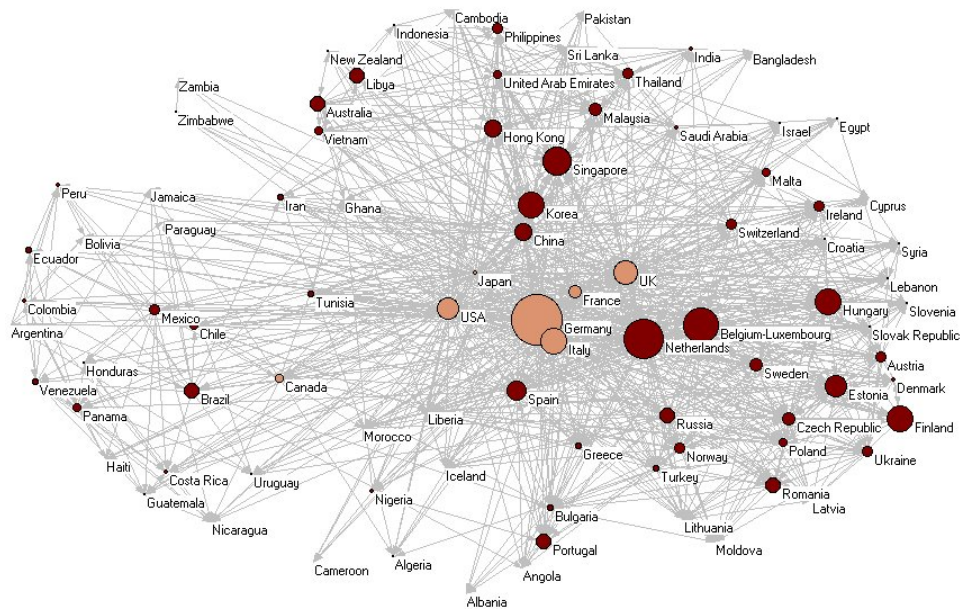 Cambodia
Pakistan
Indonesia
Philippines
New Zealand
Sri Lanka
India
Bangladesh
Libya
United Arab Emirates
Thailand
Zambia
Australia
Malaysia
Zimbabwe
Vietnam
Hong Kong
Saudi Arabia
Israel
Egypt
Singapore
Malta
Peru
Jamaica
Iran
Ghana
Korea
Ireland
Cyprus
Paraguay
Switzerland
Bolivia
China
Croatia
Syria
Ecuador
Japan
UK
Lebanon
Colombia
Tunisia
France
Slovenia
Mexico
USA
Hungary
Argentina
Chile
Germany
Belgium-Luxembourg
Slovak Republic
Italy
Netherlands
Honduras
Austria
Sweden
Venezuela
Canada
Denmark
Brazil
Spain
Estonia
Panama
Liberia
Russia
Czech Republic
Finland
Morocco
Greece
Norway
Poland
Ukraine
Haiti
Costa Rica
Uruguay
Iceland
Turkey
Guatemala
Nigeria
Romania
Latvia
Nicaragua
Bulgaria
Lithuania
Portugal
Moldova
Cameroon
Algeria
Angola
Albania